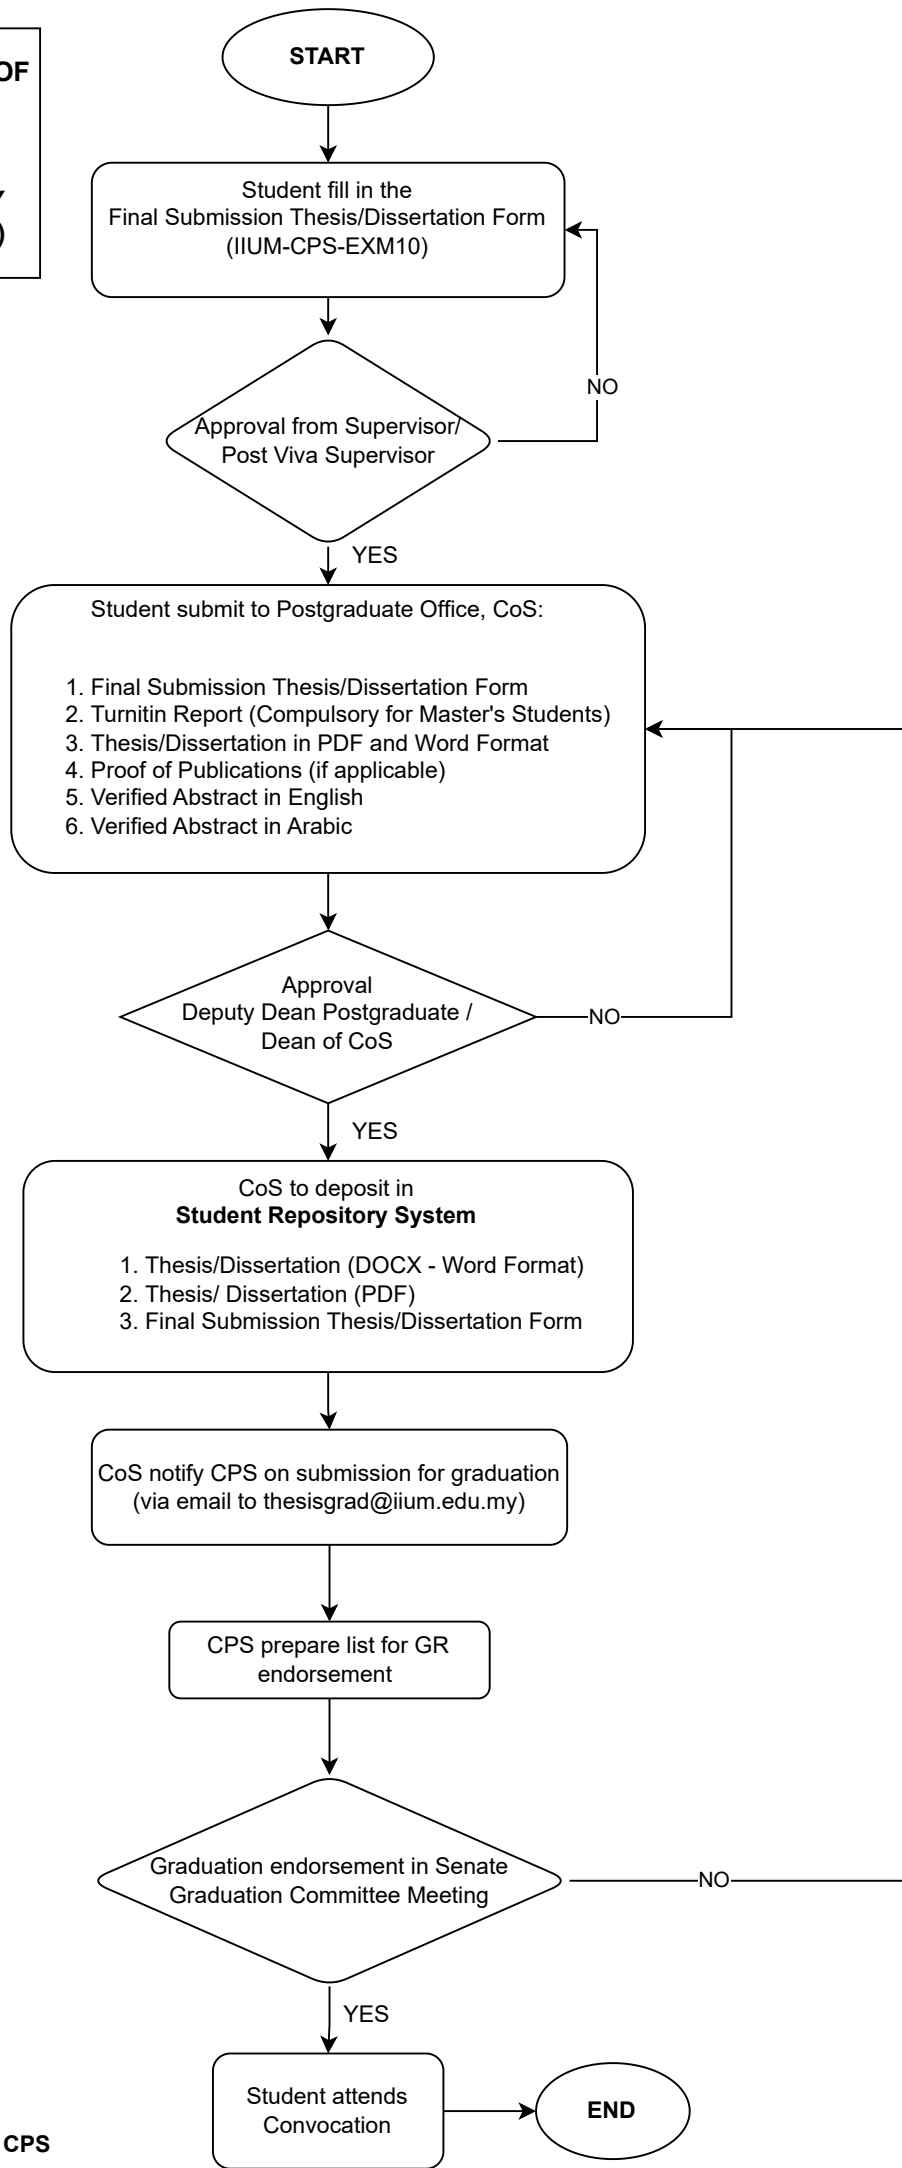 OF
)
START
Student fill in the
Final Submission Thesis/Dissertation Form
(IIUM-CPS-EXM10)
NO
Approval from Supervisor/
Post Viva Supervisor
YES
Student submit to Postgraduate Office, CoS:
1. Final Submission Thesis/Dissertation Form
2. Turnitin Report (Compulsory for Master's Students)
3. Thesis/Dissertation in PDF and Word Format
4. Proof of Publications (if applicable)
5. Verified Abstract in English
6. Verified Abstract in Arabic
Approval
Deputy Dean Postgraduate /
Dean of CoS
NO
YES
CoS to deposit in
Student Repository System
1. Thesis/Dissertation (DOCX - Word Format)
2. Thesis/ Dissertation (PDF)
3. Final Submission Thesis/Dissertation Form
CoS notify CPS on submission for graduation
(via email to thesisgrad@iium.edu.my)
CPS prepare list for GR
endorsement
Graduation endorsement in Senate
Graduation Committee Meeting
NO
YES
Student attends
Convocation
END
CPS